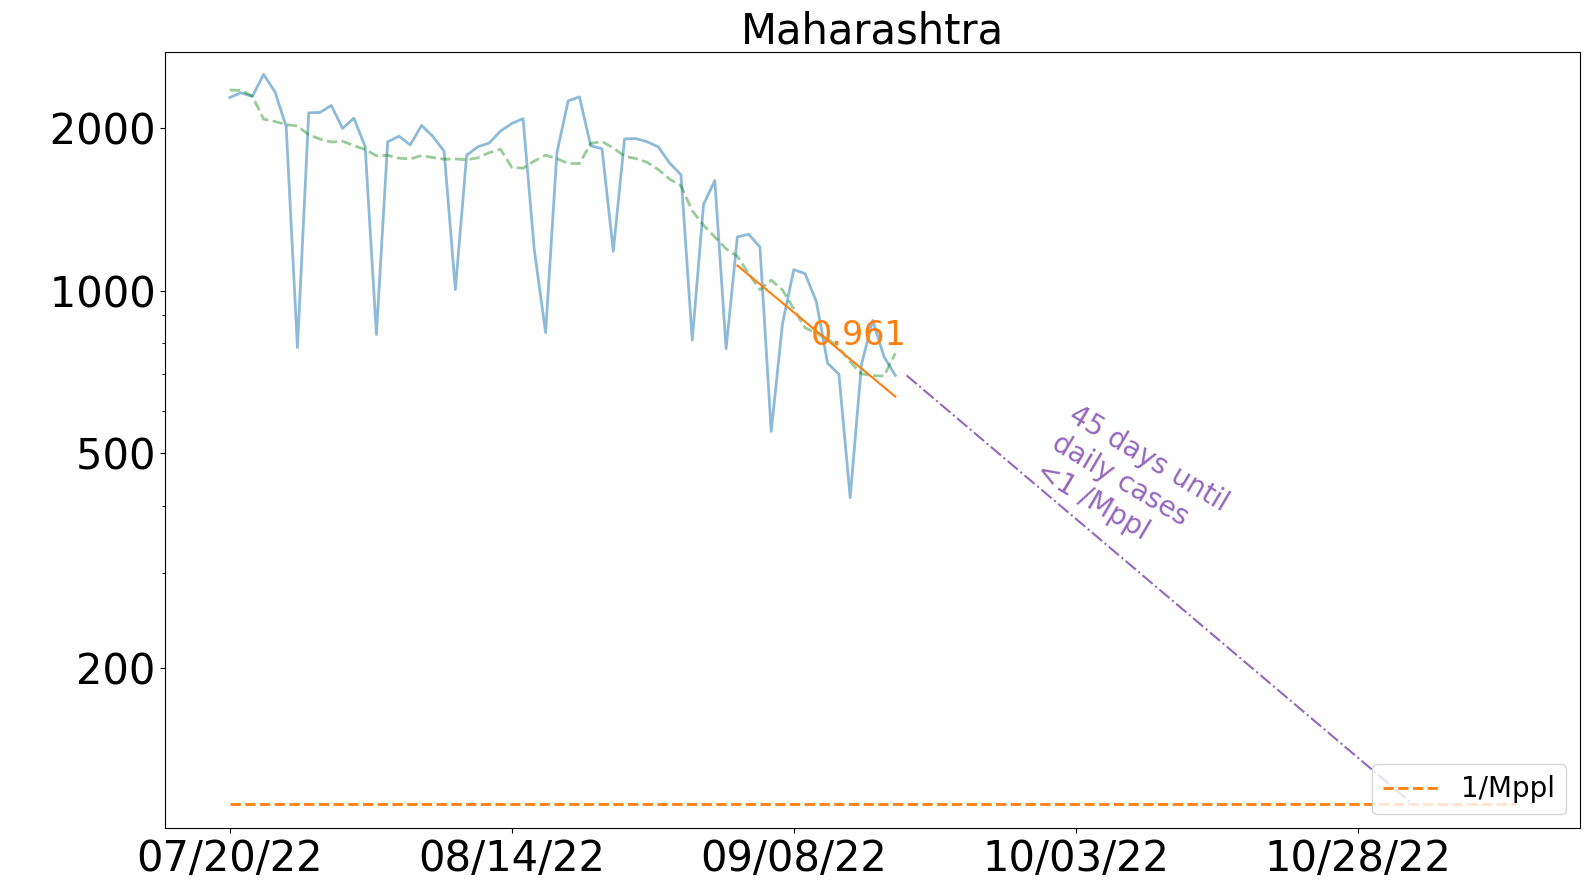 Maharashtra
2000
1000
500
200
0.961
45 days until
daily cases
<1 /Mppl
1/Mppl
07/20/22
08/14/22
09/08/22
10/03/22
10/28/22